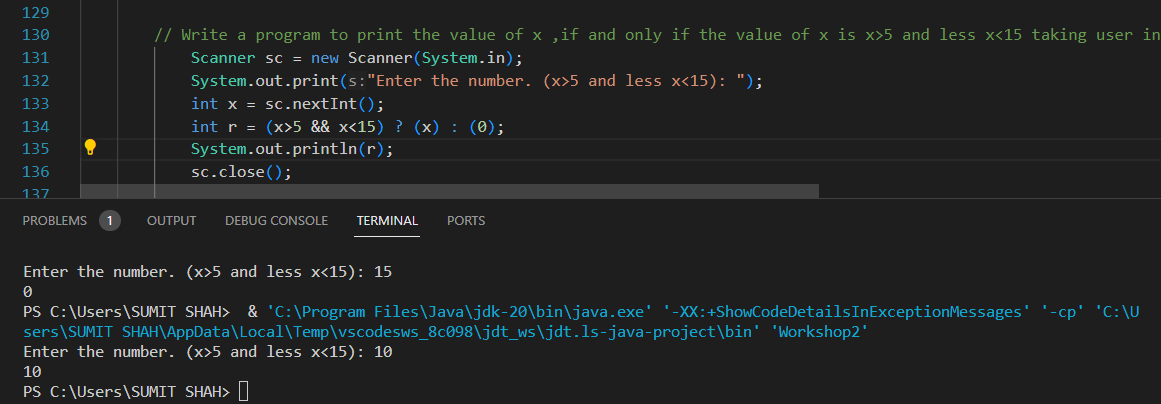 129
130 // Write a program to print the value of x ,if and only if the value of x is x>5 and less x<15 taking user in
131 Scanner sc = new Scanner(System.in);
132 System.out.print(s:"Enter the number. (x>5 and less x<15): ");
133 int x = sc.nextInt();
134 int r = (x>5 && x<15) ? (x) : (0);
135 System.out.println(r);
136 sc.close();
137
PROBLEMS 1 OUTPUT DEBUG CONSOLE TERMINAL PORTS
Enter the number. (x>5 and less x<15): 15
0
PS C:\Users\SUMIT SHAH>  & 'C:\Program Files\Java\jdk-20\bin\java.exe' '-XX:+ShowCodeDetailsInExceptionMessages' '-cp' 'C:\U
sers\SUMIT SHAH\AppData\Local\Temp\vscodesws_8c098\jdt_ws\jdt.ls-java-project\bin' 'Workshop2'
Enter the number. (x>5 and less x<15): 10
10
PS C:\Users\SUMIT SHAH>